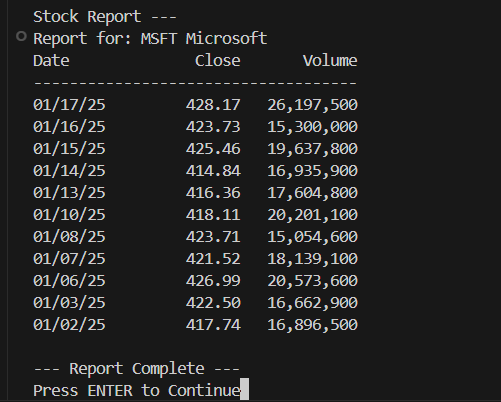 Stock Report ---
Report for: MSFT Microsoft
Date Close Volume
------------------------------------
01/17/25 428.17 26,197,500
01/16/25 423.73 15,300,000
01/15/25 425.46 19,637,800
01/14/25 414.84 16,935,900
01/13/25 416.36 17,604,800
01/10/25 418.11 20,201,100
01/08/25 423.71 15,054,600
01/07/25 421.52 18,139,100
01/06/25 426.99 20,573,600
01/03/25 422.50 16,662,900
01/02/25 417.74 16,896,500
--- Report Complete ---
Press ENTER to Continue